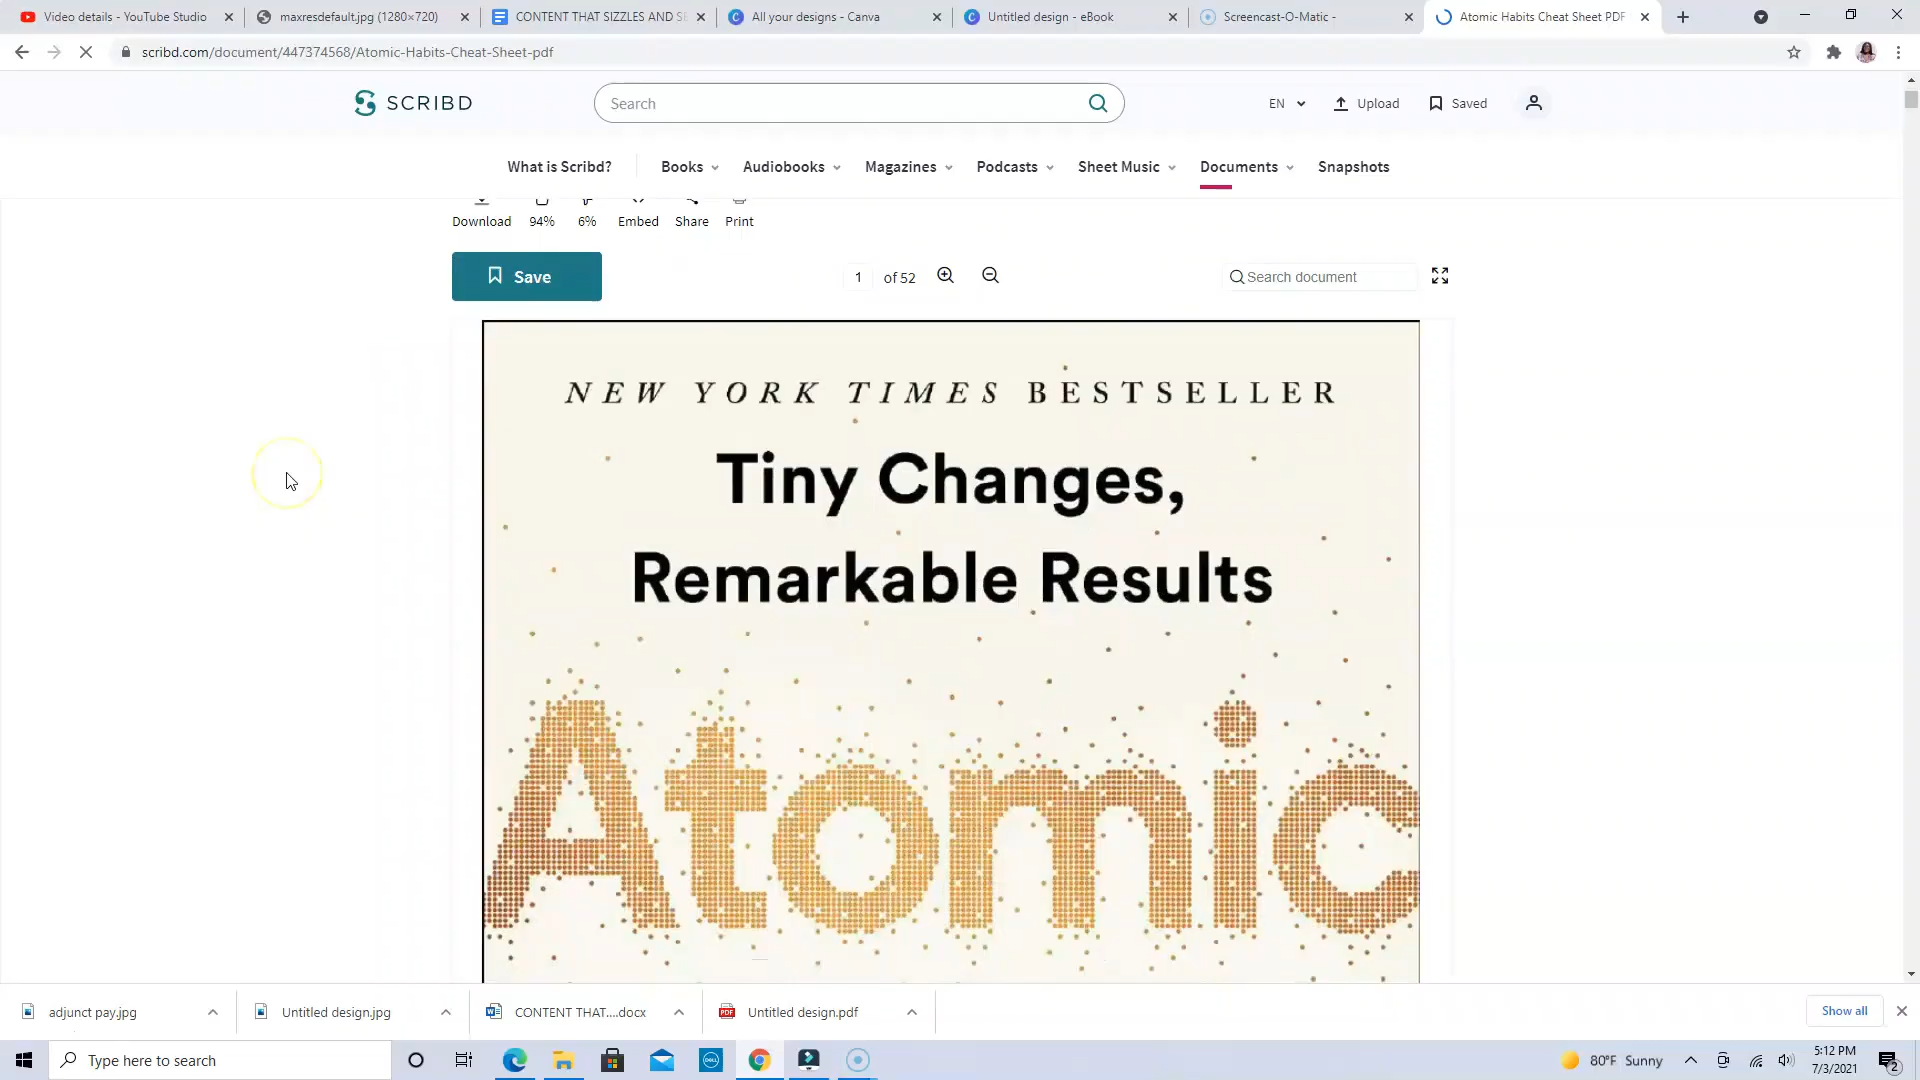 Video details - YouTube Studio
maxresdefault.jpg (1280×720)
CONTENT THAT SIZZLES AND SE
All your designs - Canva
Untitled design - eBook
Screencast-O-Matic -
Atomic Habits Cheat Sheet PDF
scribd.com/document/447374568/Atomic-Habits-Cheat-Sheet-pdf
SCRIBD
Search
EN
Upload
Saved
What is Scribd?
Books
Audiobooks
Magazines
Podcasts
Sheet Music
Documents
Snapshots
Download
94%
6%
Embed
Share
Print
Save
1 of 52
Search document
NEW YORK TIMES BESTSELLER
Tiny Changes,
Remarkable Results
Atomic
adjunct pay.jpg
Untitled design.jpg
CONTENT THAT....docx
PDF
Untitled design.pdf
Show all
Type here to search
DELL
80°F Sunny
5:12 PM
7/3/2021
2